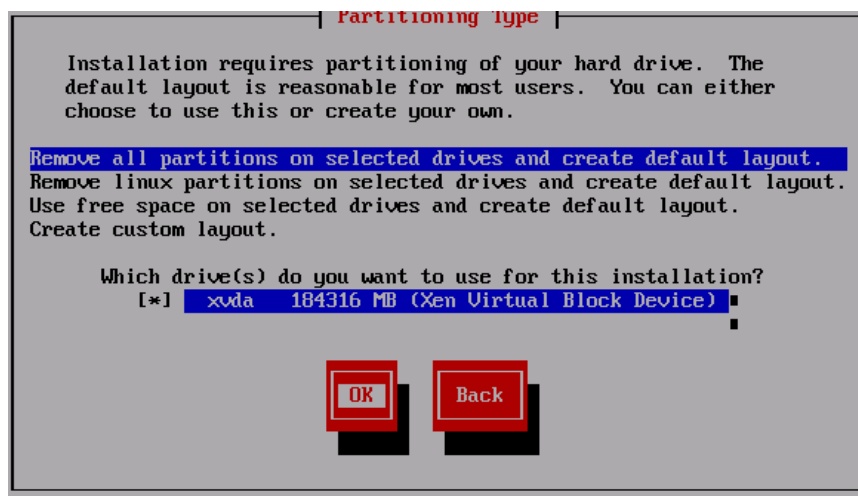 Partitioning Type
Installation requires partitioning of your hard drive. The
default layout is reasonable for most users. You can either
choose to use this or create your own.
Remove all partitions on selected drives and create default layout.
Remove linux partitions on selected drives and create default layout.
Use free space on selected drives and create default layout.
Create custom layout.
Which drive(s) do you want to use for this installation?
[*] xvda 184316 MB (Xen Virtual Block Device)
OK Back